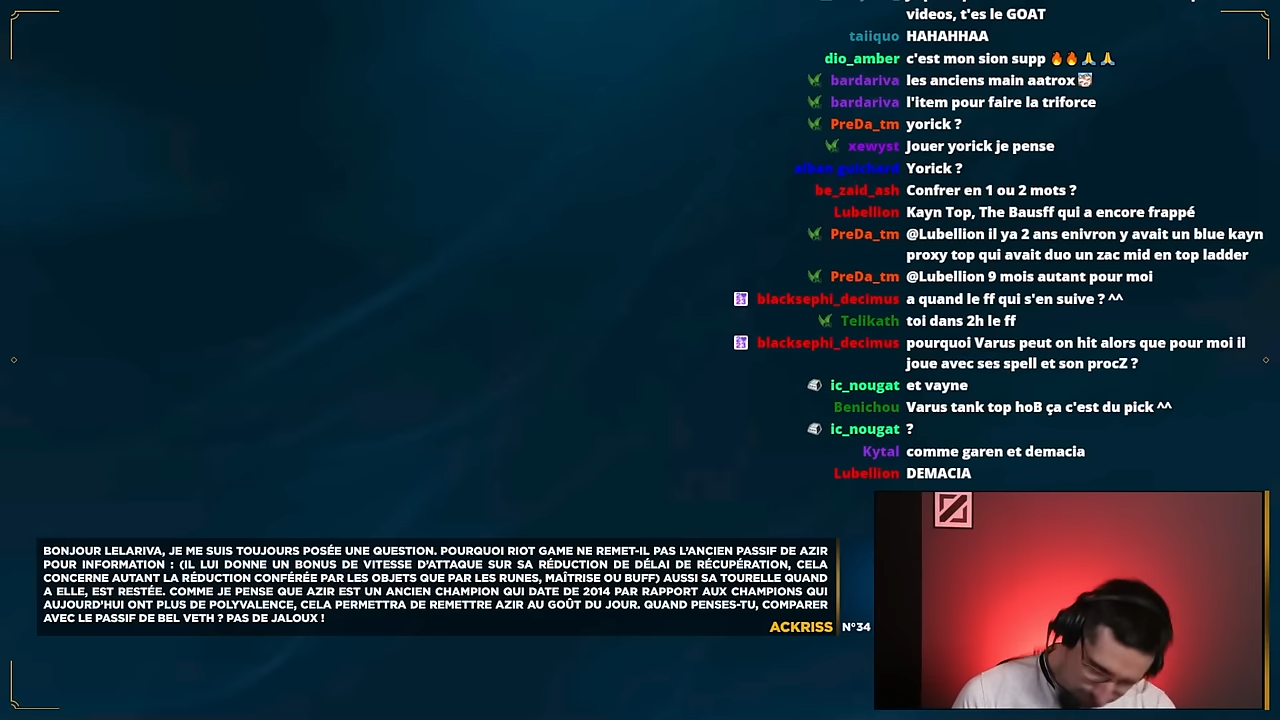 videos, t'es le GOAT
taiiquo HAHAHHAA
dio_amber c'est mon sion supp 🔥🔥🙏🙏
bardariva les anciens main aatrox
bardariva l'item pour faire la triforce
PreDa_tm yorick ?
xewyst Jouer yorick je pense
alban guichard Yorick ?
be_zaid_ash Confrer en 1 ou 2 mots ?
Lubellion Kayn Top, The Bausff qui a encore frappé
PreDa_tm @Lubellion il ya 2 ans enivron y avait un blue kayn
proxy top qui avait duo un zac mid en top ladder
PreDa_tm @Lubellion 9 mois autant pour moi
blacksephi_decimus a quand le ff qui s'en suive ? ^^
Telikath toi dans 2h le ff
blacksephi_decimus pourquoi Varus peut on hit alors que pour moi il
joue avec ses spell et son procZ ?
ic_nougat et vayne
Benichou Varus tank top hoB ça c'est du pick ^^
ic_nougat ?
Kytal comme garen et demacia
Lubellion DEMACIA
BONJOUR LELARIVA, JE ME SUIS TOUJOURS POSÉE UNE QUESTION. POURQUOI RIOT GAME NE REMET-IL PAS L'ANCIEN PASSIF DE AZIR
POUR INFORMATION : (IL LUI DONNE UN BONUS DE VITESSE D'ATTAQUE SUR SA RÉDUCTION DE DÉLAI DE RÉCUPÉRATION, CELA
CONCERNE AUTANT LA RÉDUCTION CONFÉRÉE PAR LES OBJETS QUE PAR LES RUNES, MAÎTRISE OU BUFF) AUSSI SA TOURELLE QUAND
A ELLE, EST RESTÉE. COMME JE PENSE QUE AZIR EST UN ANCIEN CHAMPION QUI DATE DE 2014 PAR RAPPORT AUX CHAMPIONS QUI
AUJOURD'HUI ONT PLUS DE POLYVALENCE, CELA PERMETTRA DE REMETTRE AZIR AU GOÛT DU JOUR. QUAND PENSES-TU, COMPARER
AVEC LE PASSIF DE BEL VETH ? PAS DE JALOUX !
ACKRISS N°34